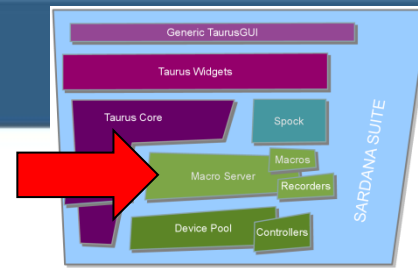 Generic TaurusGUI
Taurus Widgets
Taurus Core
Spock
Macros
Macro Server
Recorders
Device Pool
Controllers
SARDANA SUITE